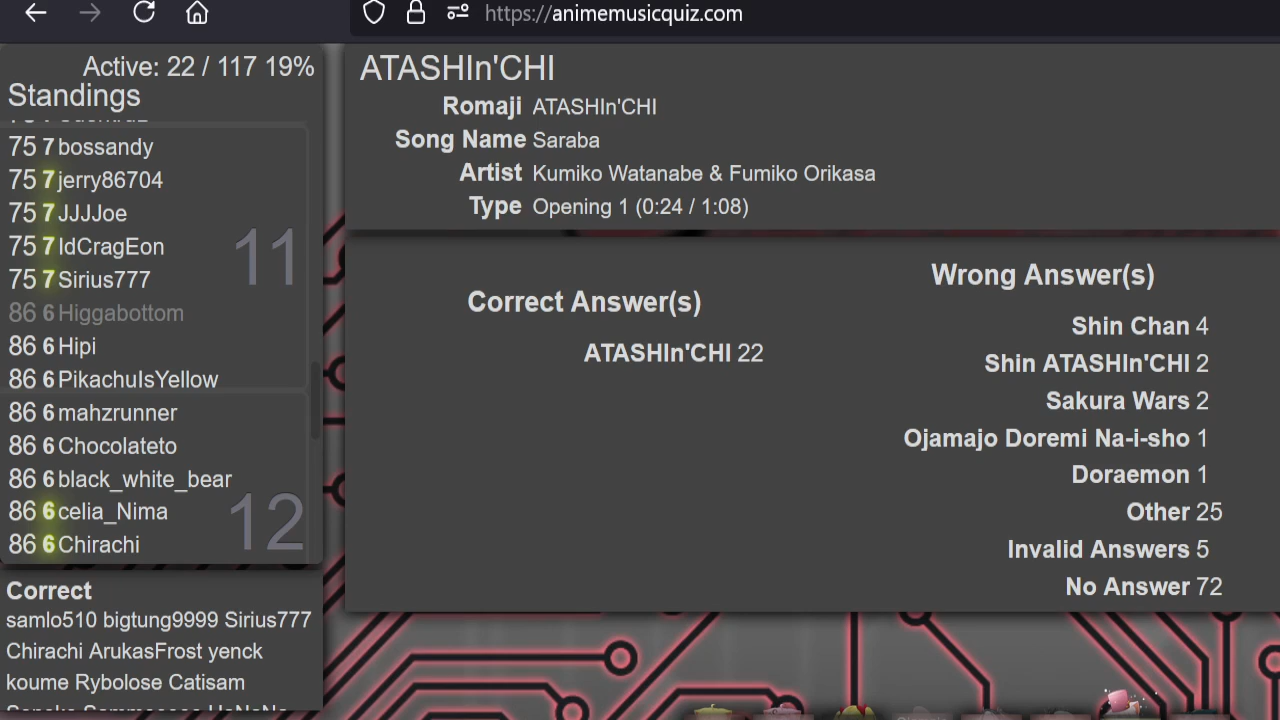 https://animemusicquiz.com
Active: 22 / 117 19%
Standings
75 7 bossandy
75 7 jerry86704
75 7 JJJJoe
75 7 IdCragEon
75 7 Sirius777
11
86 6 Higgabottom
86 6 Hipi
86 6 PikachuIsYellow
86 6 mahzrunner
86 6 Chocolateto
86 6 black_white_bear
86 6 celia_Nima
86 6 Chirachi
12
Correct
samlo510 bigtung9999 Sirius777
Chirachi ArukasFrost yenck
koume Rybolose Catisam
ATASHIn'CHI
Romaji ATASHIn'CHI
Song Name Saraba
Artist Kumiko Watanabe & Fumiko Orikasa
Type Opening 1 (0:24 / 1:08)
Correct Answer(s)
ATASHIn'CHI 22
Wrong Answer(s)
Shin Chan 4
Shin ATASHIn'CHI 2
Sakura Wars 2
Ojamajo Doremi Na-i-sho 1
Doraemon 1
Other 25
Invalid Answers 5
No Answer 72